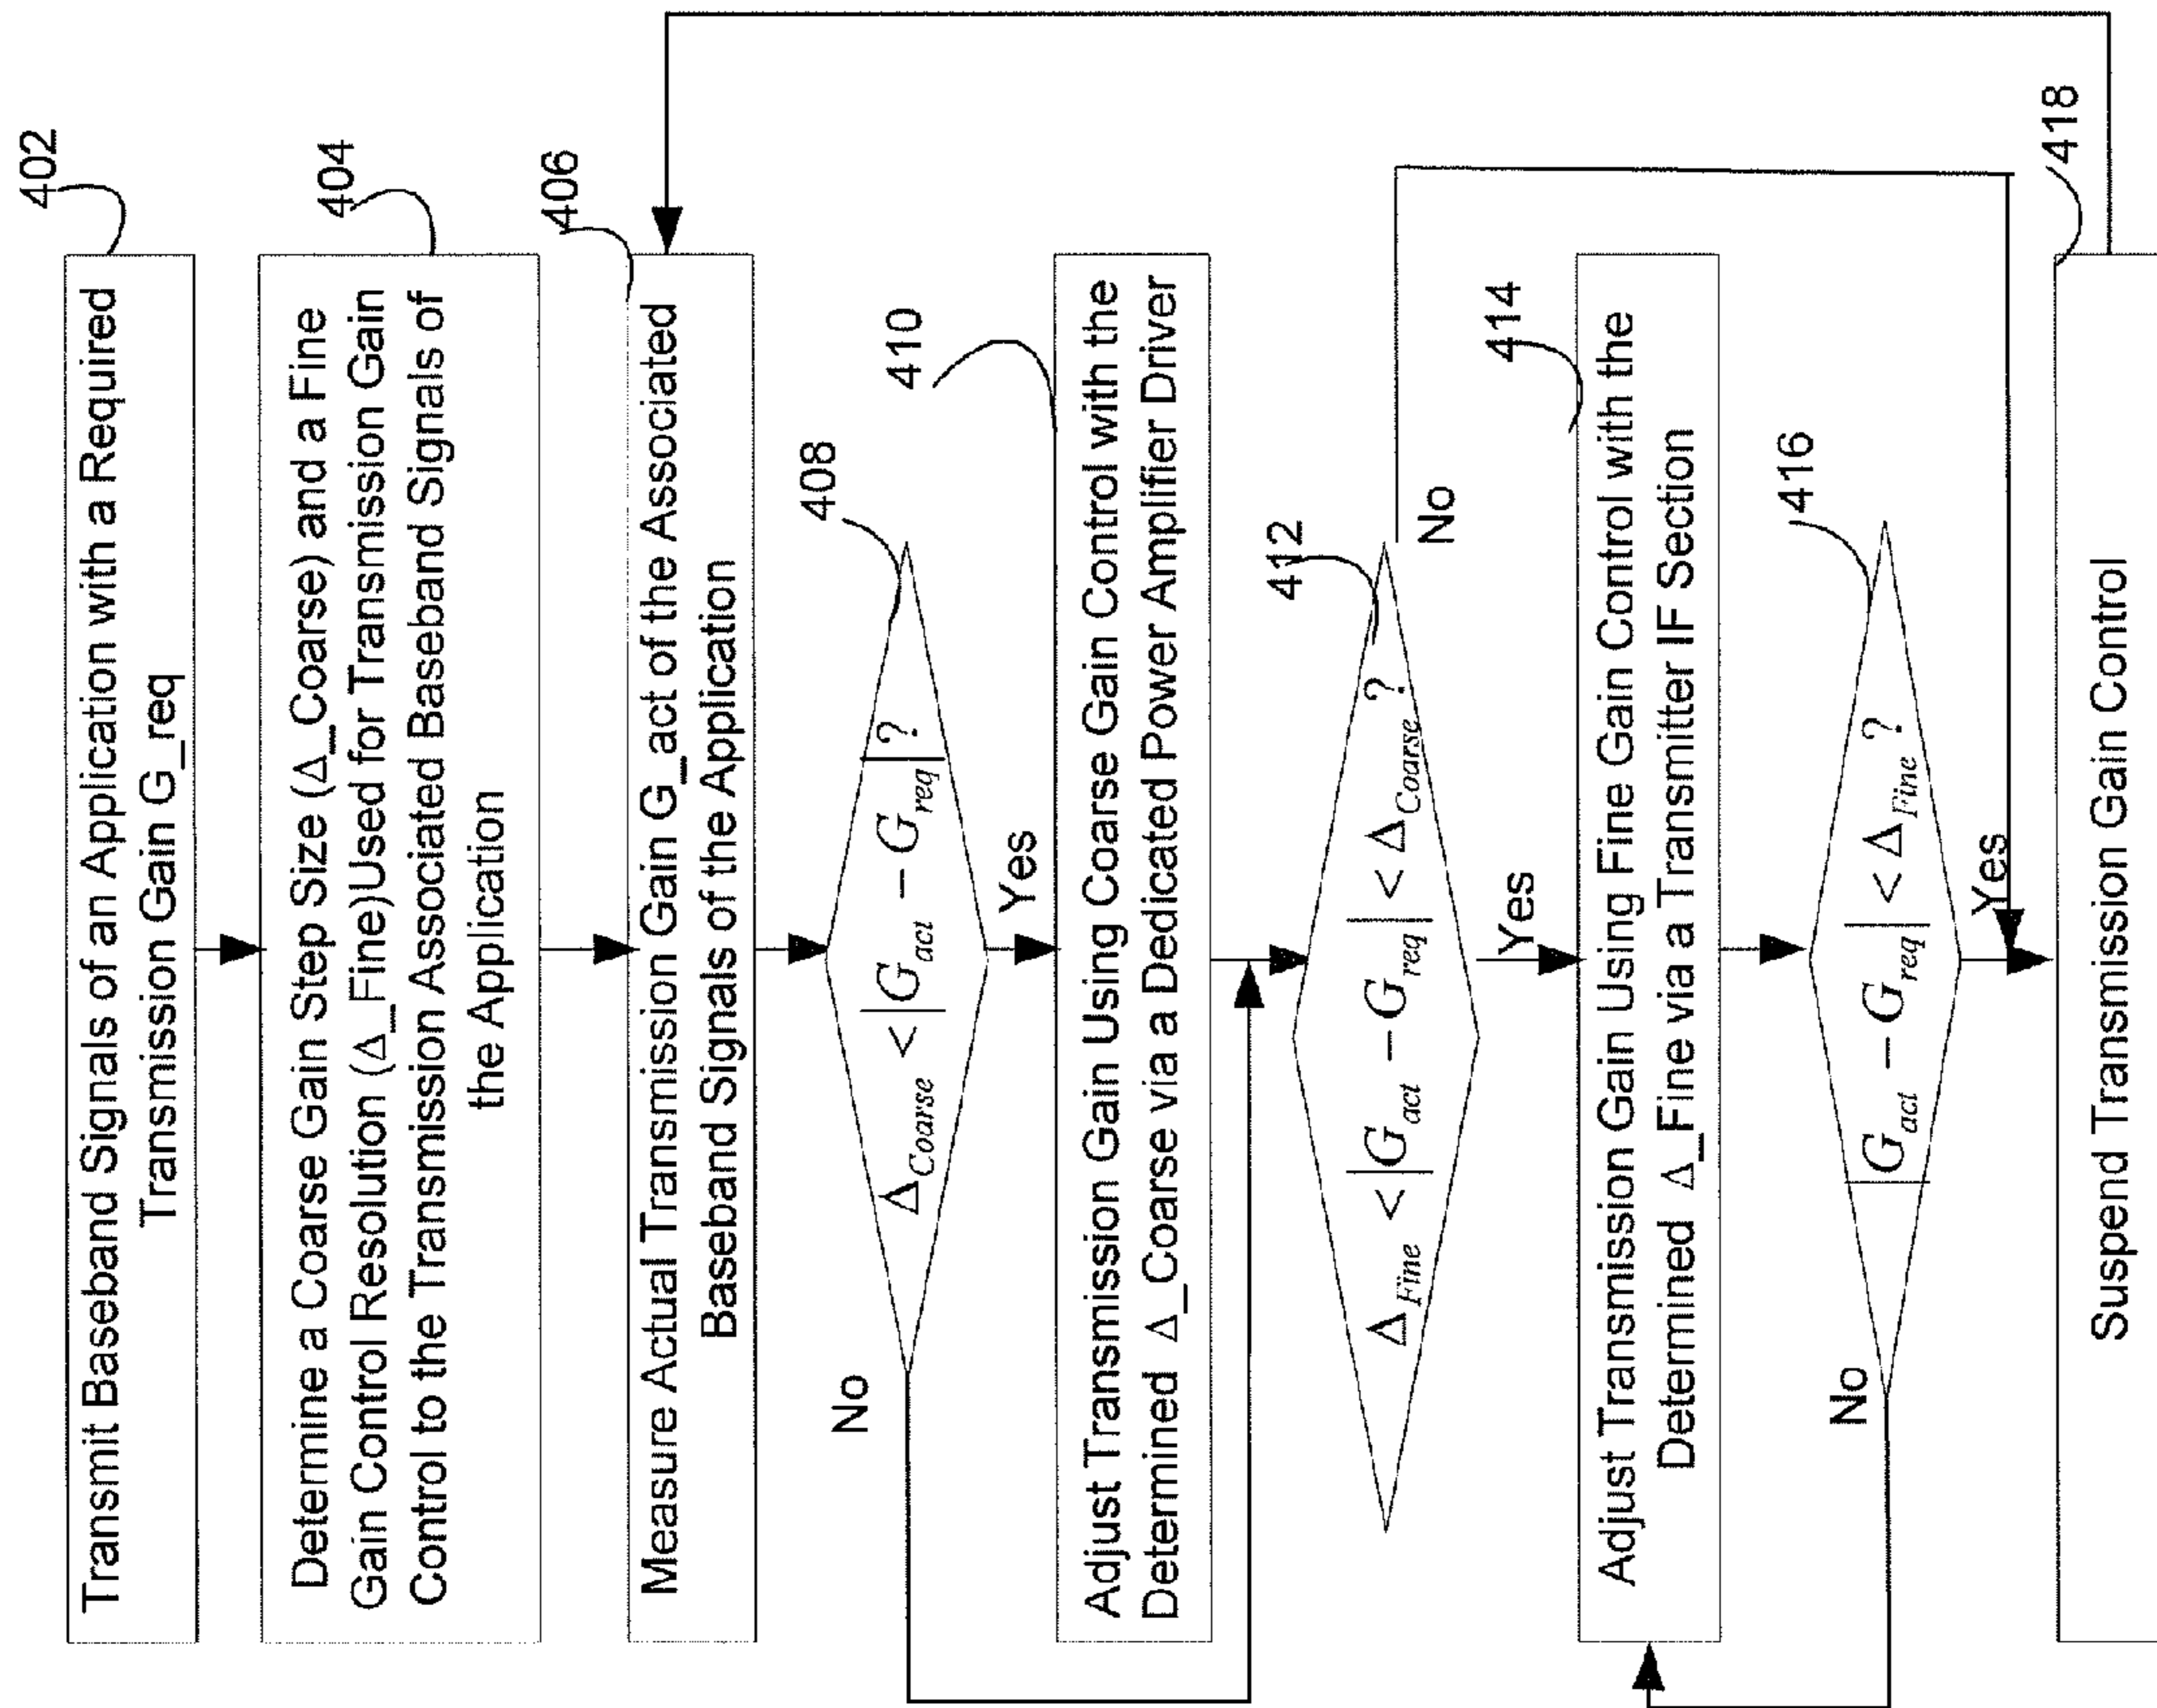 402
Transmit Baseband Signals of an Application with a Required
Transmission Gain G_req
404
Determine a Coarse Gain Step Size (Δ_Coarse) and a Fine
Gain Control Resolution (Δ_Fine)Used for Transmission Gain
Control to the Transmission Associated Baseband Signals of
the Application
406
Measure Actual Transmission Gain G_act of the Associated
Baseband Signals of the Application
408
Δ_Coarse < |G_act − G_req| ?
No
Yes
410
Adjust Transmission Gain Using Coarse Gain Control with the
Determined Δ_Coarse via a Dedicated Power Amplifier Driver
412
Δ_Fine < |G_act − G_req| < Δ_Coarse ?
No
Yes
414
Adjust Transmission Gain Using Fine Gain Control with the
Determined Δ_Fine via a Transmitter IF Section
416
|G_act − G_req| < Δ_Fine ?
No
Yes
418
Suspend Transmission Gain Control